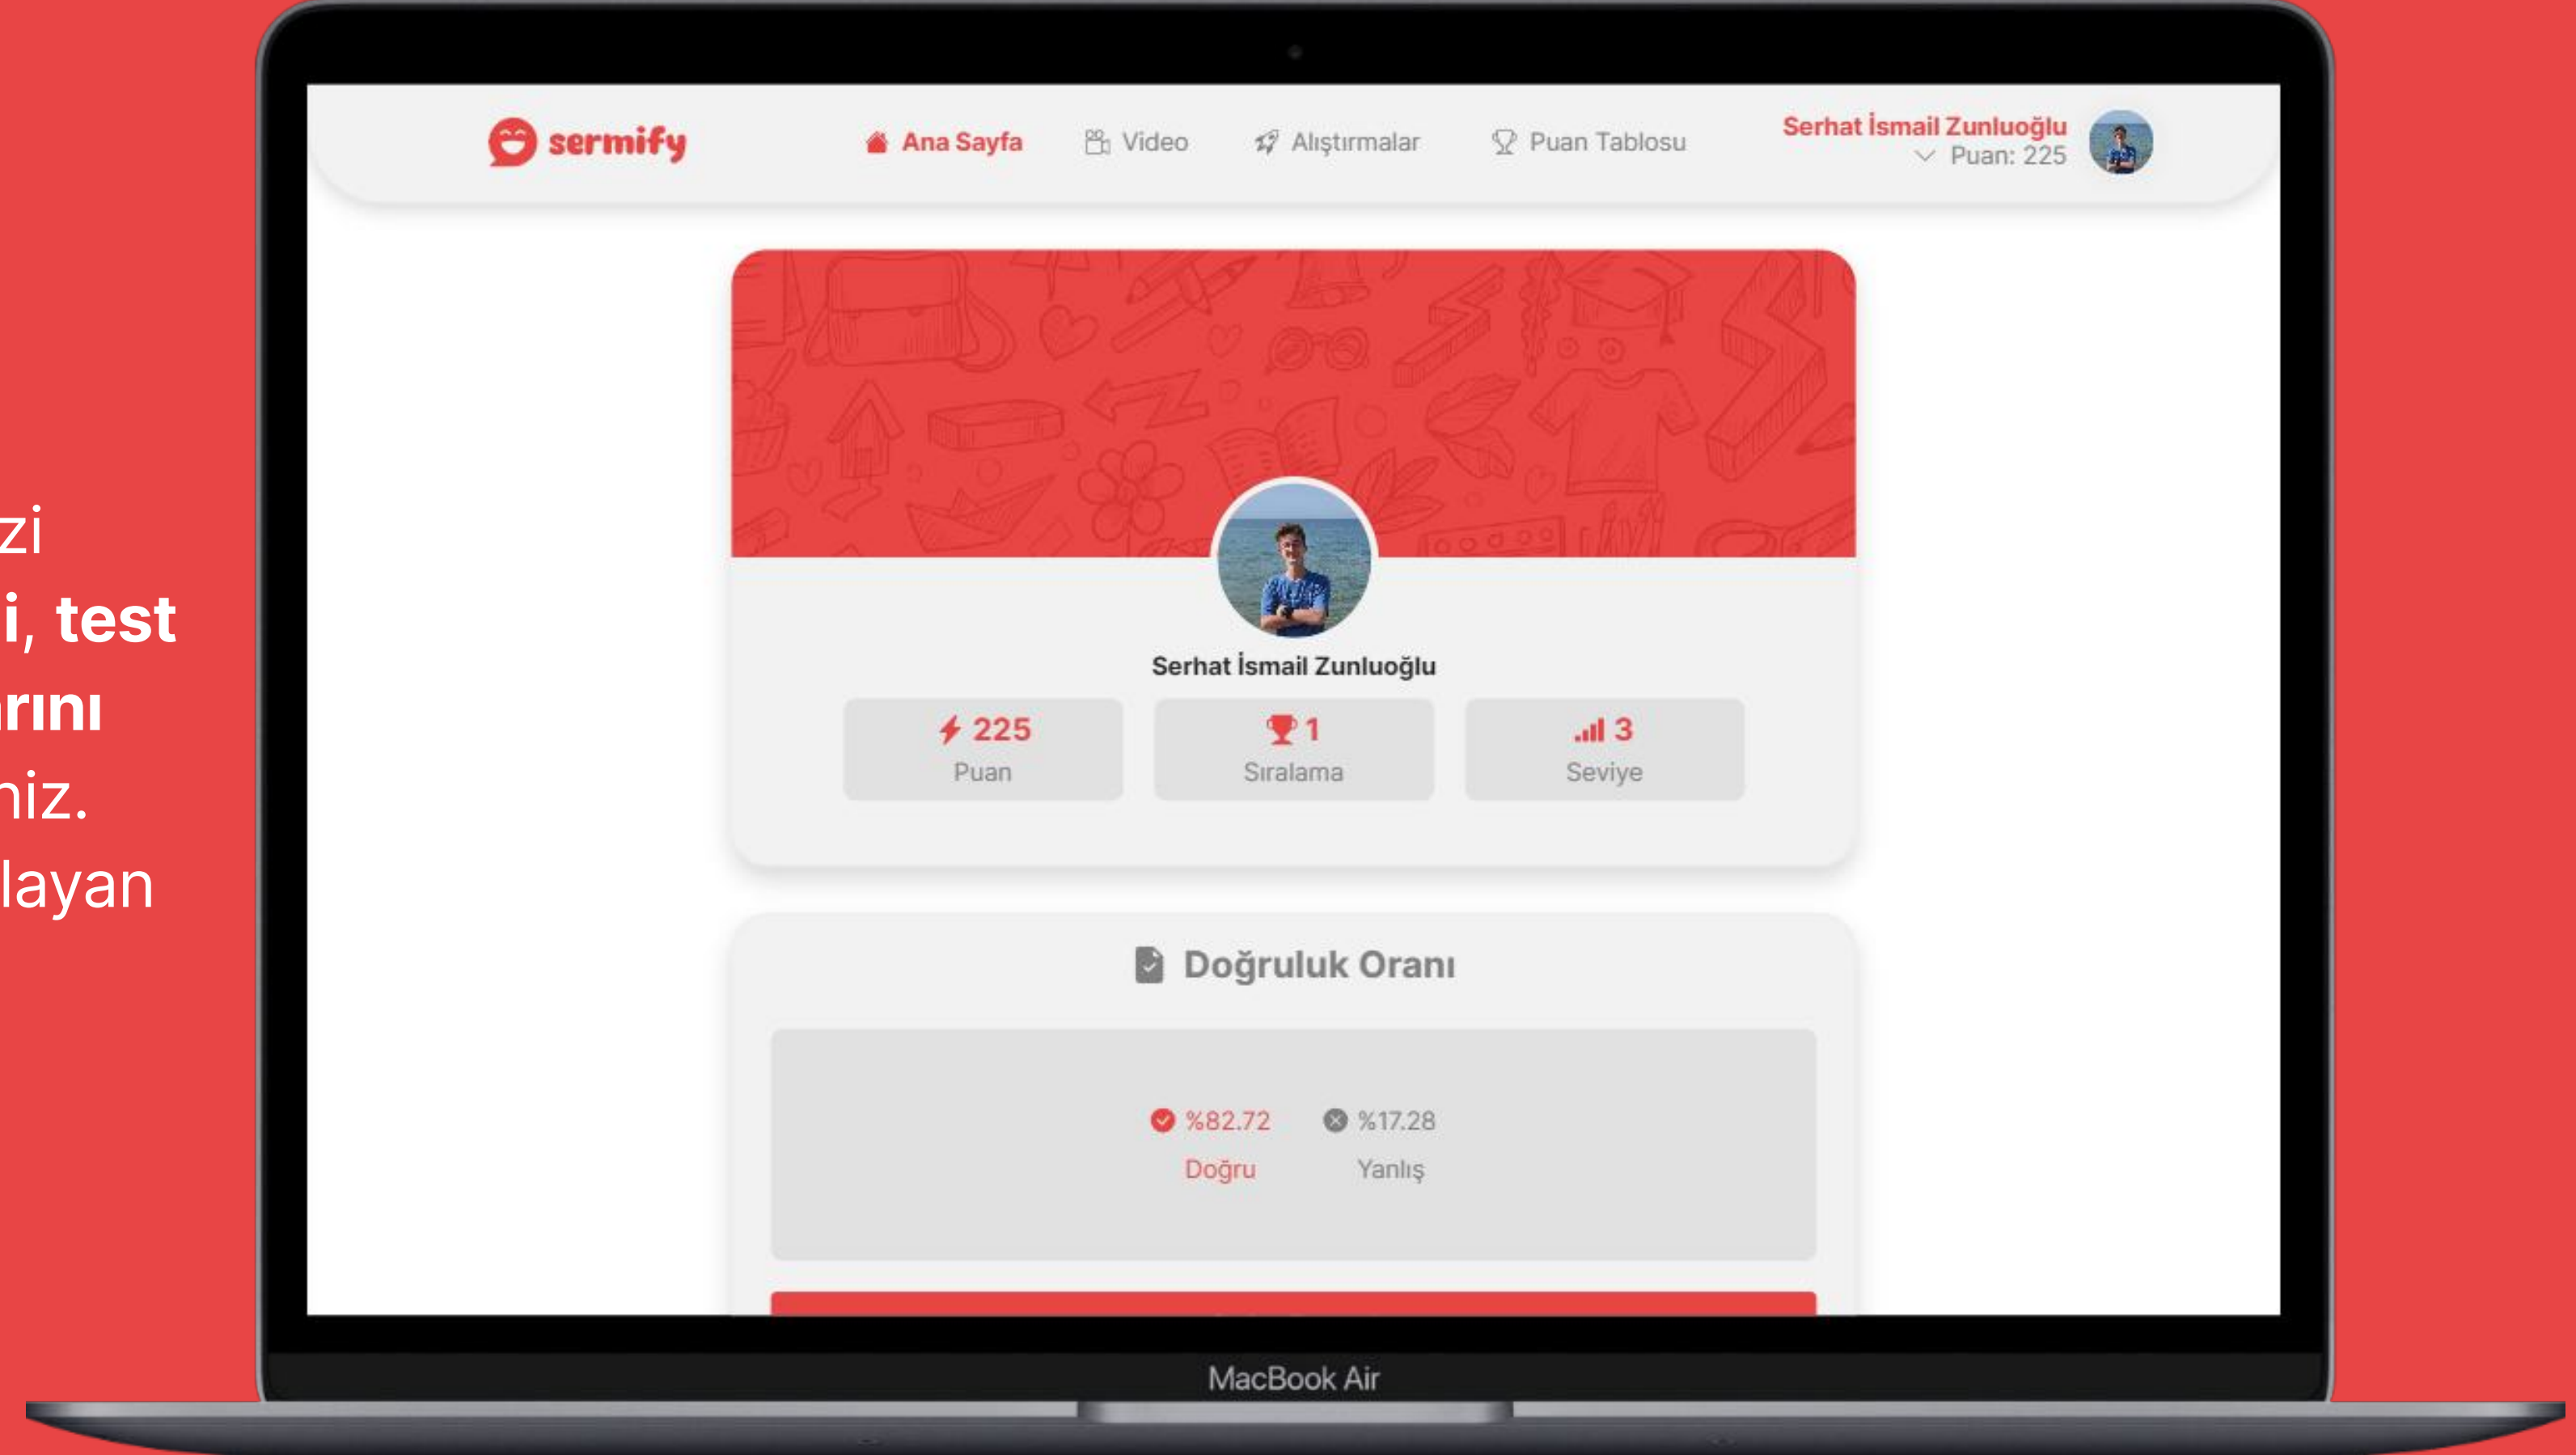 sermify
Ana Sayfa
Video
Alıştırmalar
Puan Tablosu
Serhat İsmail Zunluoğlu
Puan: 225
zi
i, test
rını
niz.
layan
Serhat İsmail Zunluoğlu
225
Puan
1
Sıralama
3
Seviye
Doğruluk Oranı
%82.72
Doğru
%17.28
Yanlış
MacBook Air